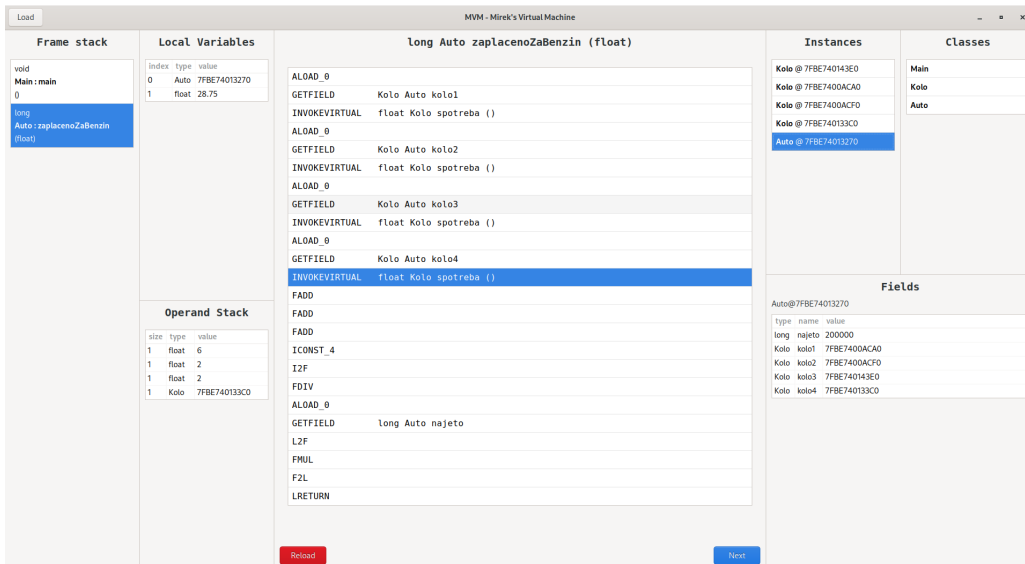 Load
MVM - Mirek's Virtual Machine
Frame stack
void
Main : main
()
long
Auto : zaplacenoZaBenzin
(float)
Local Variables
index type value
0 Auto 7FBE74013270
1 float 28.75
Operand Stack
size type value
1 float 6
1 float 2
1 float 2
1 Kolo 7FBE740133C0
long Auto zaplacenoZaBenzin (float)
ALOAD_0
GETFIELD Kolo Auto kolo1
INVOKEVIRTUAL float Kolo spotreba ()
ALOAD_0
GETFIELD Kolo Auto kolo2
INVOKEVIRTUAL float Kolo spotreba ()
ALOAD_0
GETFIELD Kolo Auto kolo3
INVOKEVIRTUAL float Kolo spotreba ()
ALOAD_0
GETFIELD Kolo Auto kolo4
INVOKEVIRTUAL float Kolo spotreba ()
FADD
FADD
FADD
ICONST_4
I2F
FDIV
ALOAD_0
GETFIELD long Auto najeto
L2F
FMUL
F2L
LRETURN
Reload
Next
Instances
Kolo @ 7FBE740143E0
Kolo @ 7FBE7400ACA0
Kolo @ 7FBE7400ACF0
Kolo @ 7FBE740133C0
Auto @ 7FBE74013270
Classes
Main
Kolo
Auto
Fields
Auto@7FBE74013270
type name value
long najeto 200000
Kolo kolo1 7FBE7400ACA0
Kolo kolo2 7FBE7400ACF0
Kolo kolo3 7FBE740143E0
Kolo kolo4 7FBE740133C0